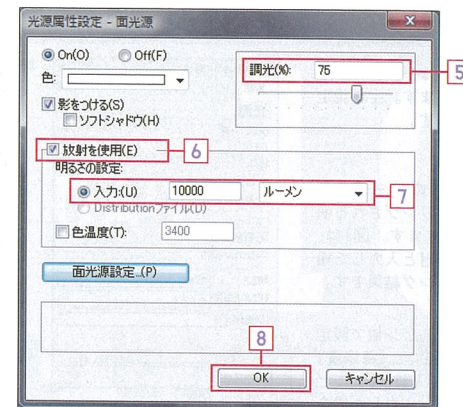 光源属性設定 - 面光源
On(O) Off(F)
色:
調光(%): 75
5
影をつける(S)
ソフトシャドウ(H)
放射を使用(E)
6
明るさの設定:
入力:(U) 10000 ルーメン
7
Distributionファイル(D)
色温度(T): 3400
面光源設定...(P)
8
OK キャンセル